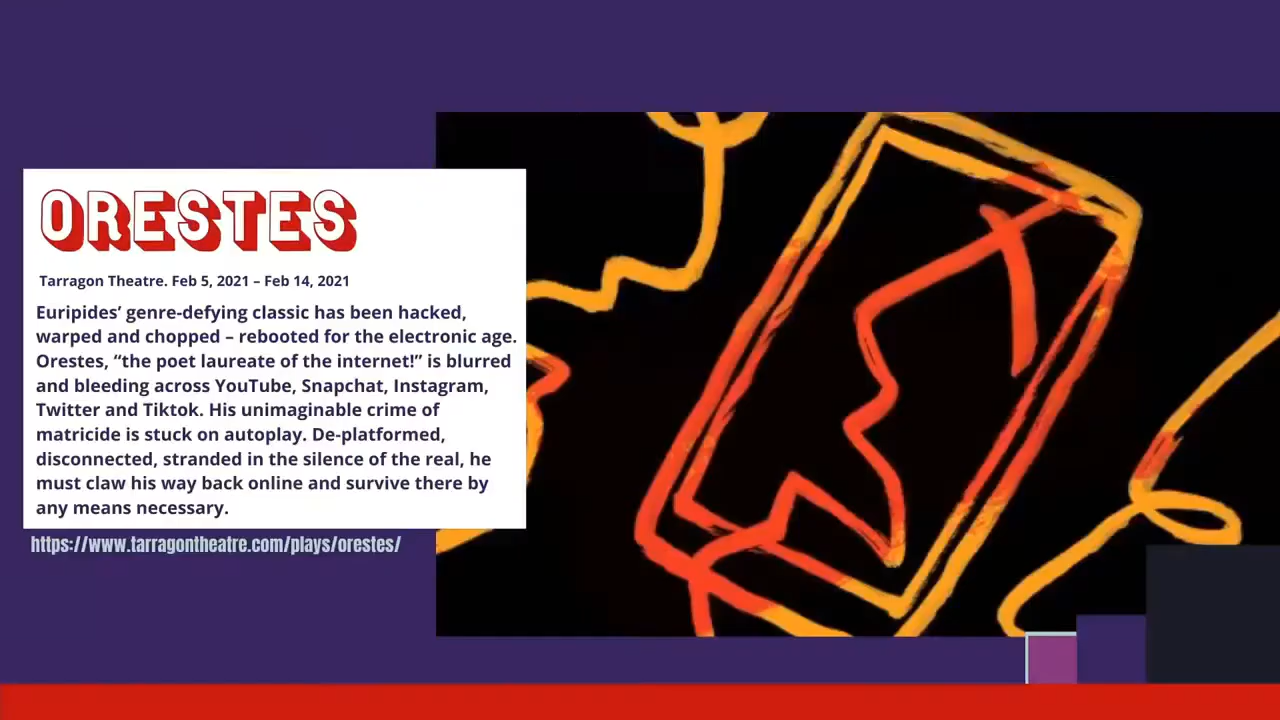 ORESTES
Tarragon Theatre. Feb 5, 2021 – Feb 14, 2021
Euripides’ genre-defying classic has been hacked,
warped and chopped – rebooted for the electronic age.
Orestes, “the poet laureate of the internet!” is blurred
and bleeding across YouTube, Snapchat, Instagram,
Twitter and Tiktok. His unimaginable crime of
matricide is stuck on autoplay. De-platformed,
disconnected, stranded in the silence of the real, he
must claw his way back online and survive there by
any means necessary.
https://www.tarragontheatre.com/plays/orestes/